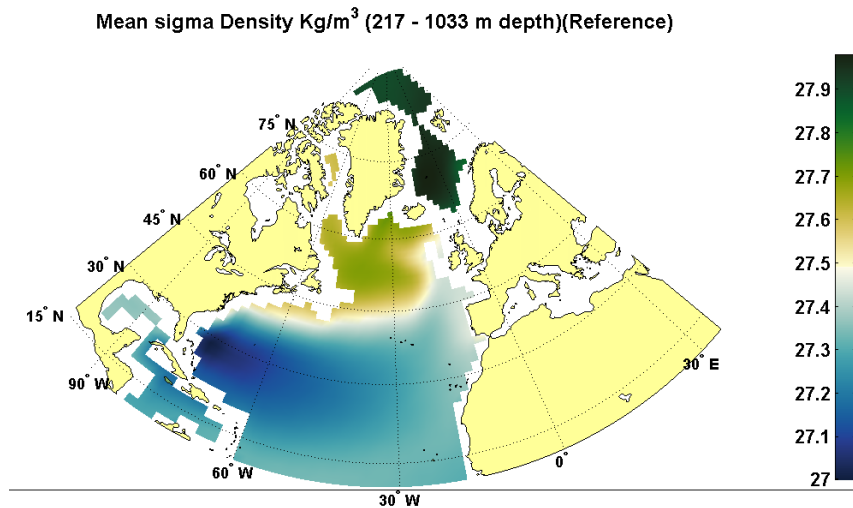 Mean sigma Density Kg/m³ (217 - 1033 m depth)(Reference)
75° N
60° N
45° N
30° N
15° N
90° W
60° W
30° W
0°
30° E
27.9
27.8
27.7
27.6
27.5
27.4
27.3
27.2
27.1
27